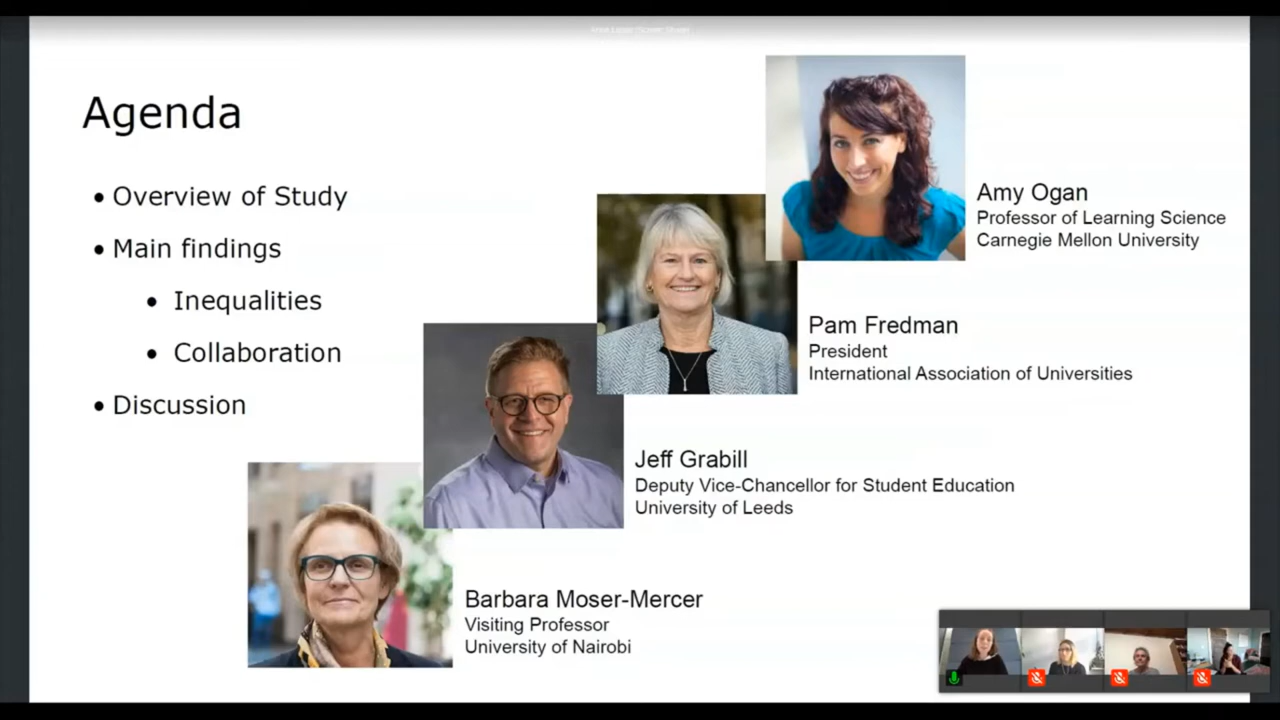 Agenda
• Overview of Study
• Main findings
• Inequalities
• Collaboration
• Discussion
Amy Ogan
Professor of Learning Science
Carnegie Mellon University
Pam Fredman
President
International Association of Universities
Jeff Grabill
Deputy Vice-Chancellor for Student Education
University of Leeds
Barbara Moser-Mercer
Visiting Professor
University of Nairobi